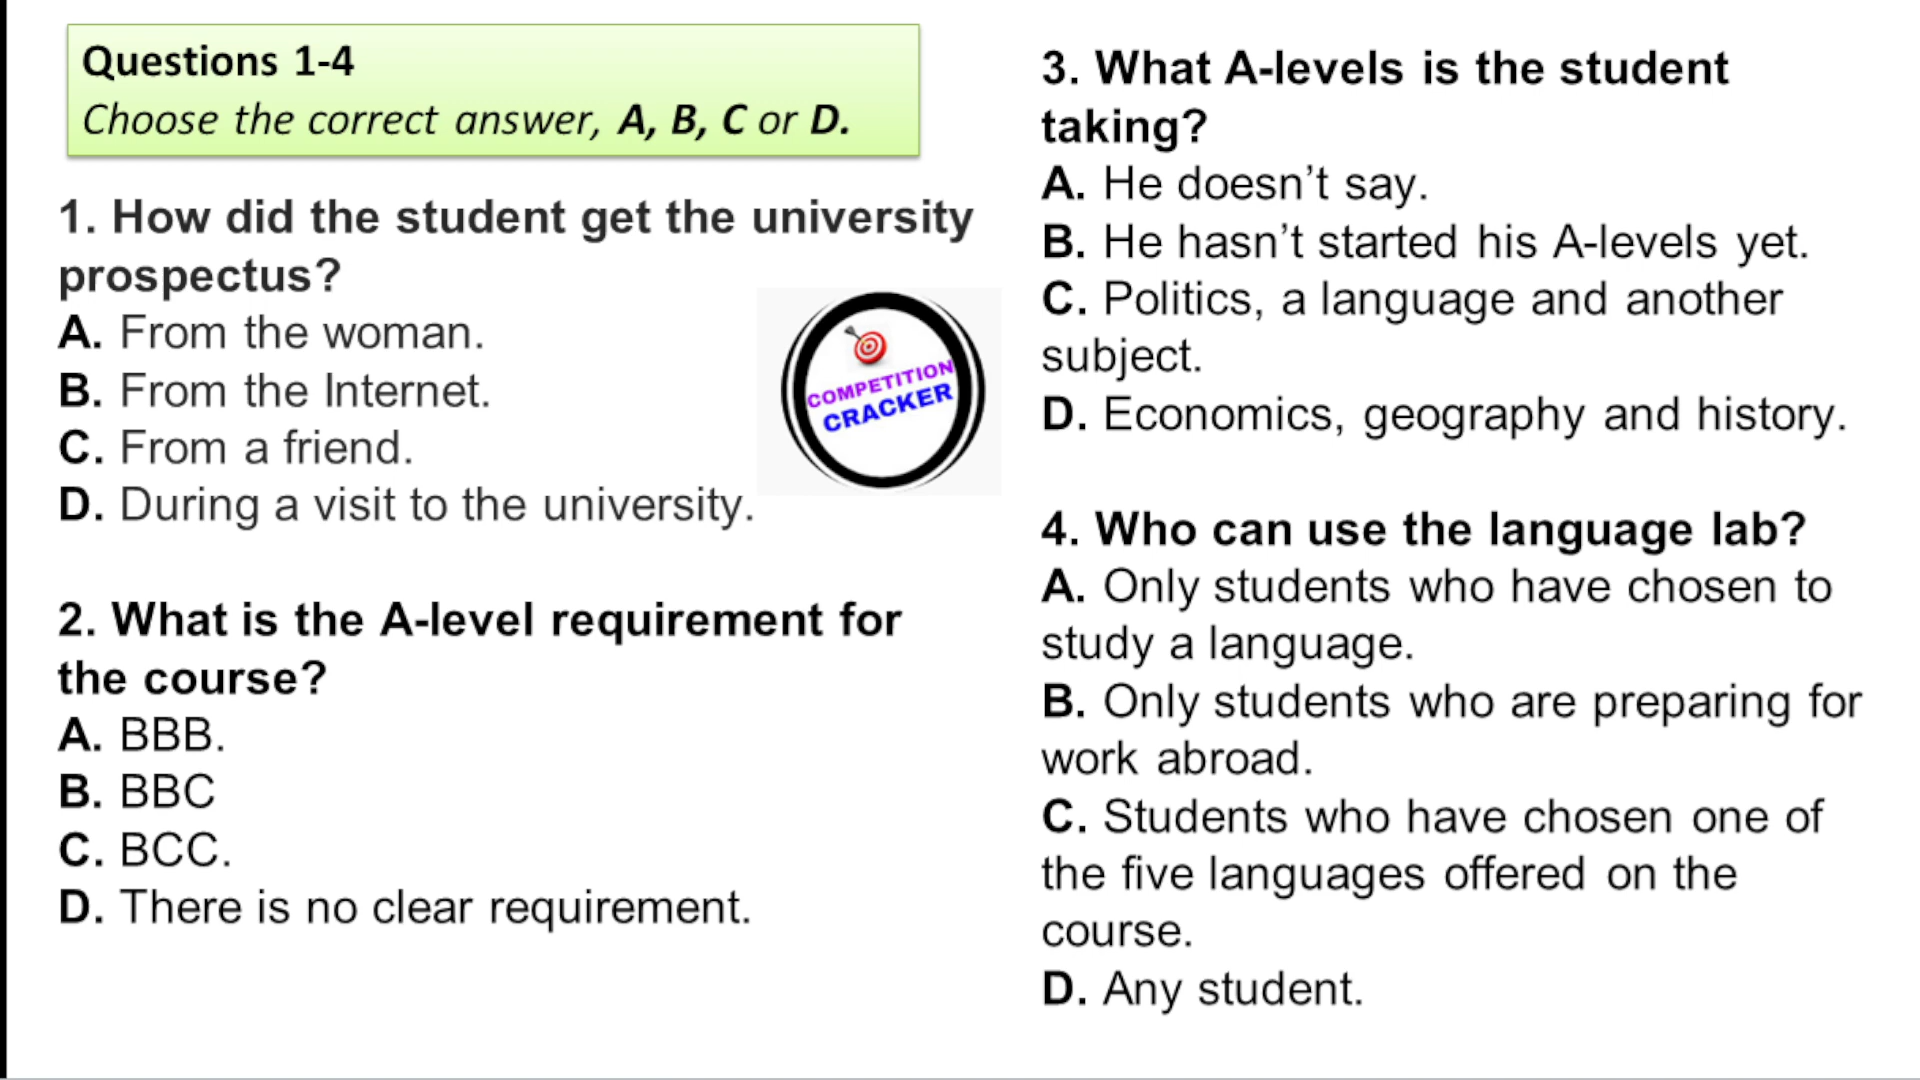 Questions 1-4
Choose the correct answer, A, B, C or D.
1. How did the student get the university
prospectus?
A. From the woman.
B. From the Internet.
C. From a friend.
D. During a visit to the university.
COMPETITION
CRACKER
2. What is the A-level requirement for
the course?
A. BBB.
B. BBC
C. BCC.
D. There is no clear requirement.
3. What A-levels is the student
taking?
A. He doesn’t say.
B. He hasn’t started his A-levels yet.
C. Politics, a language and another
subject.
D. Economics, geography and history.
4. Who can use the language lab?
A. Only students who have chosen to
study a language.
B. Only students who are preparing for
work abroad.
C. Students who have chosen one of
the five languages offered on the
course.
D. Any student.